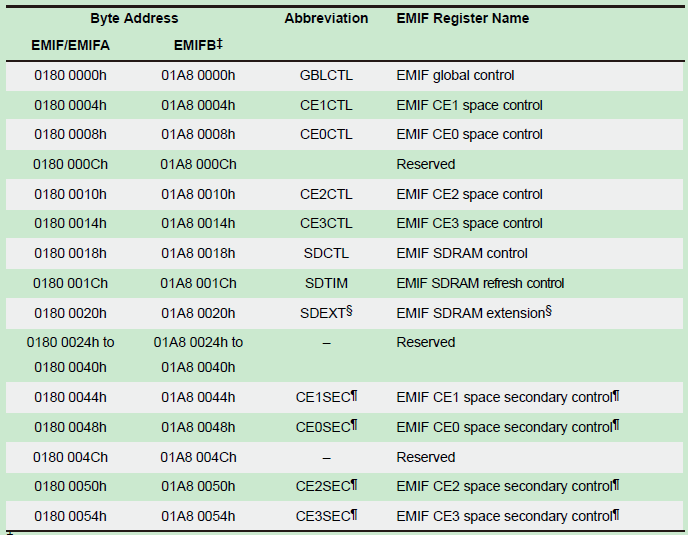 Byte Address Abbreviation EMIF Register Name
EMIF/EMIFA EMIFB‡
0180 0000h 01A8 0000h GBLCTL EMIF global control
0180 0004h 01A8 0004h CE1CTL EMIF CE1 space control
0180 0008h 01A8 0008h CE0CTL EMIF CE0 space control
0180 000Ch 01A8 000Ch Reserved
0180 0010h 01A8 0010h CE2CTL EMIF CE2 space control
0180 0014h 01A8 0014h CE3CTL EMIF CE3 space control
0180 0018h 01A8 0018h SDCTL EMIF SDRAM control
0180 001Ch 01A8 001Ch SDTIM EMIF SDRAM refresh control
0180 0020h 01A8 0020h SDEXT§ EMIF SDRAM extension§
0180 0024h to 01A8 0024h to – Reserved
0180 0040h 01A8 0040h
0180 0044h 01A8 0044h CE1SEC¶ EMIF CE1 space secondary control¶
0180 0048h 01A8 0048h CE0SEC¶ EMIF CE0 space secondary control¶
0180 004Ch 01A8 004Ch – Reserved
0180 0050h 01A8 0050h CE2SEC¶ EMIF CE2 space secondary control¶
0180 0054h 01A8 0054h CE3SEC¶ EMIF CE3 space secondary control¶